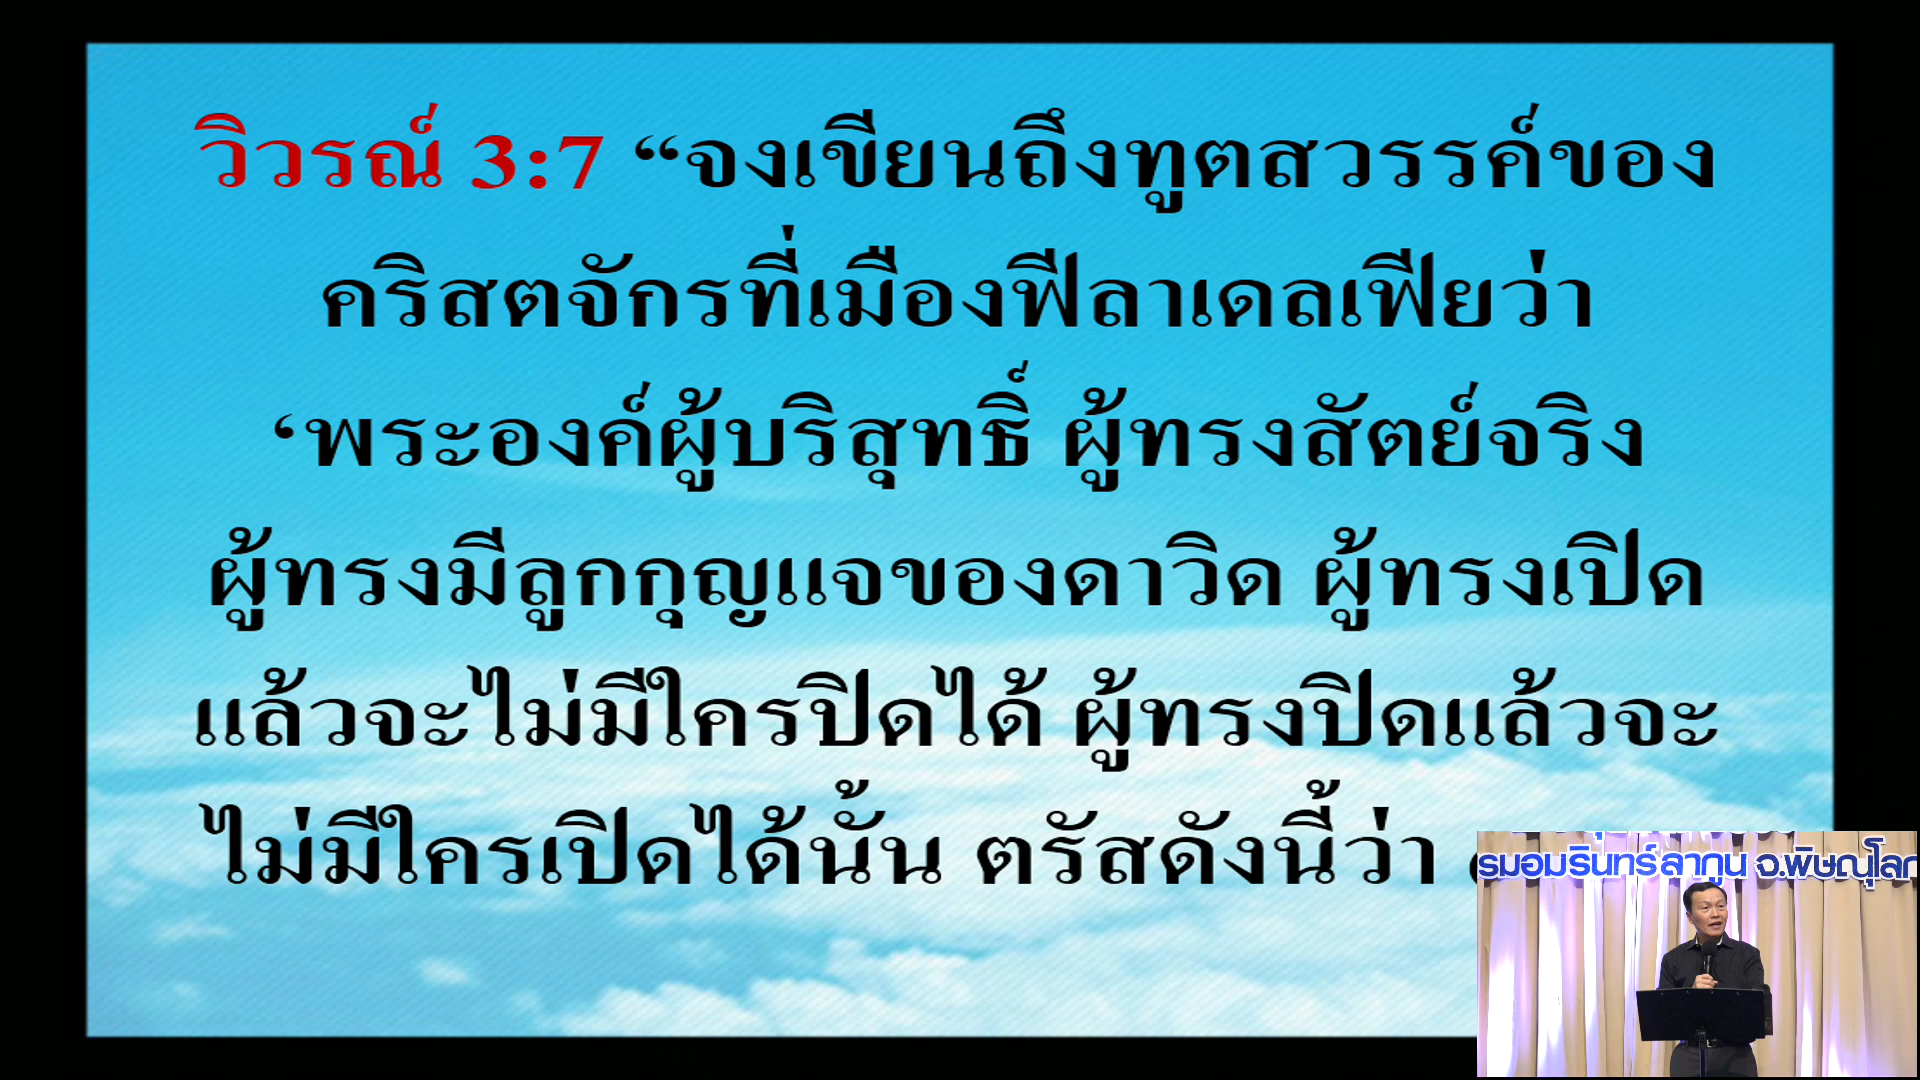 วิวรณ์ 3:7 “จงเขียนถึงทูตสวรรค์ของ
คริสตจักรที่เมืองฟีลาเดลเฟียว่า
‘พระองค์ผู้บริสุทธิ์ ผู้ทรงสัตย์จริง
ผู้ทรงมีลูกกุญแจของดาวิด ผู้ทรงเปิด
แล้วจะไม่มีใครปิดได้ ผู้ทรงปิดแล้วจะ
ไม่มีใครเปิดได้นั้น ตรัสดังนี้ว่า
รมอมรินทร์ลากูน จ.พิษณุโลก